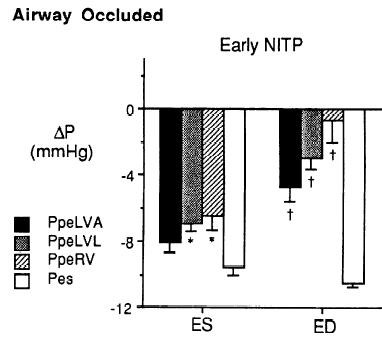 Airway Occluded
Early NITP
ΔP
(mmHg)
0
-4
-8
-12
PpeLVA
PpeLVL
PpeRV
Pes
* *
† † †
ES ED